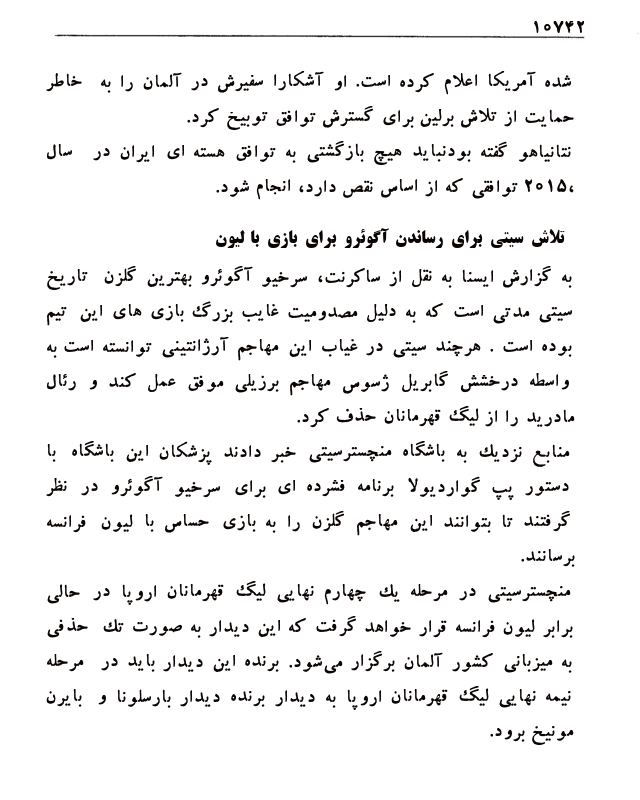 ۱۰۷۴۲
شده آمریکا اعلام کرده است. او آشکارا سفیرش در آلمان را به خاطر
حمایت از تلاش برلین برای گسترش توافق توبیخ کرد.
نتانیاهو گفته بودنباید هیچ بازگشتی به توافق هسته ای ایران در سال
۲۰۱۵، توافقی که از اساس نقص دارد، انجام شود.
تلاش سیتی برای رساندن آگوئرو برای بازی با لیون
به گزارش ایسنا به نقل از ساکرنت، سرخیو آگوئرو بهترین گلزن تاریخ
سیتی مدتی است که به دلیل مصدومیت غایب بزرگ بازی های این تیم
بوده است . هرچند سیتی در غیاب این مهاجم آرژانتینی توانسته است به
واسطه درخشش گابریل ژسوس مهاجم برزیلی موفق عمل کند و رئال
مادرید را از لیگ قهرمانان حذف کرد.
منابع نزدیك به باشگاه منچسترسیتی خبر دادند پزشکان این باشگاه با
دستور پپ گواردیولا برنامه فشرده ای برای سرخیو آگوئرو در نظر
گرفتند تا بتوانند این مهاجم گلزن را به بازی حساس با لیون فرانسه
برسانند.
منچسترسیتی در مرحله یك چهارم نهایی لیگ قهرمانان اروپا در حالی
برابر لیون فرانسه قرار خواهد گرفت که این دیدار به صورت تك حذفی
به میزبانی کشور آلمان برگزار می‌شود. برنده این دیدار باید در مرحله
نیمه نهایی لیگ قهرمانان اروپا به دیدار برنده دیدار بارسلونا و بایرن
مونیخ برود.